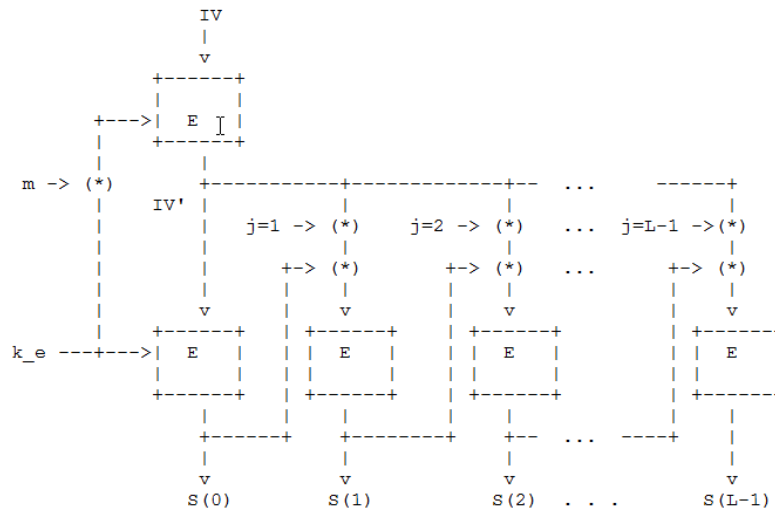 IV
|
v
+------+
| |
+--->| E |
| +------+
| |
m -> (*) +-----------+-------------+-- ... -------+
| IV' | | | |
| | j=1 -> (*) j=2 -> (*) ... j=L-1 ->(*)
| | | | |
| | +-> (*) +-> (*) ... +-> (*)
| | | | | | | |
| v | v | v | v
| +------+ | +------+ | +------+ | +------+
k_e ---+--->| E | | | E | | | E | | | E
| | | | | | | | | | |
+------+ | +------+ | +------+ | +------+
| | | | | | |
+------+ +--------+ +-- ... ----+ |
| | | |
v v v v
S(0) S(1) S(2) . . . S(L-1)